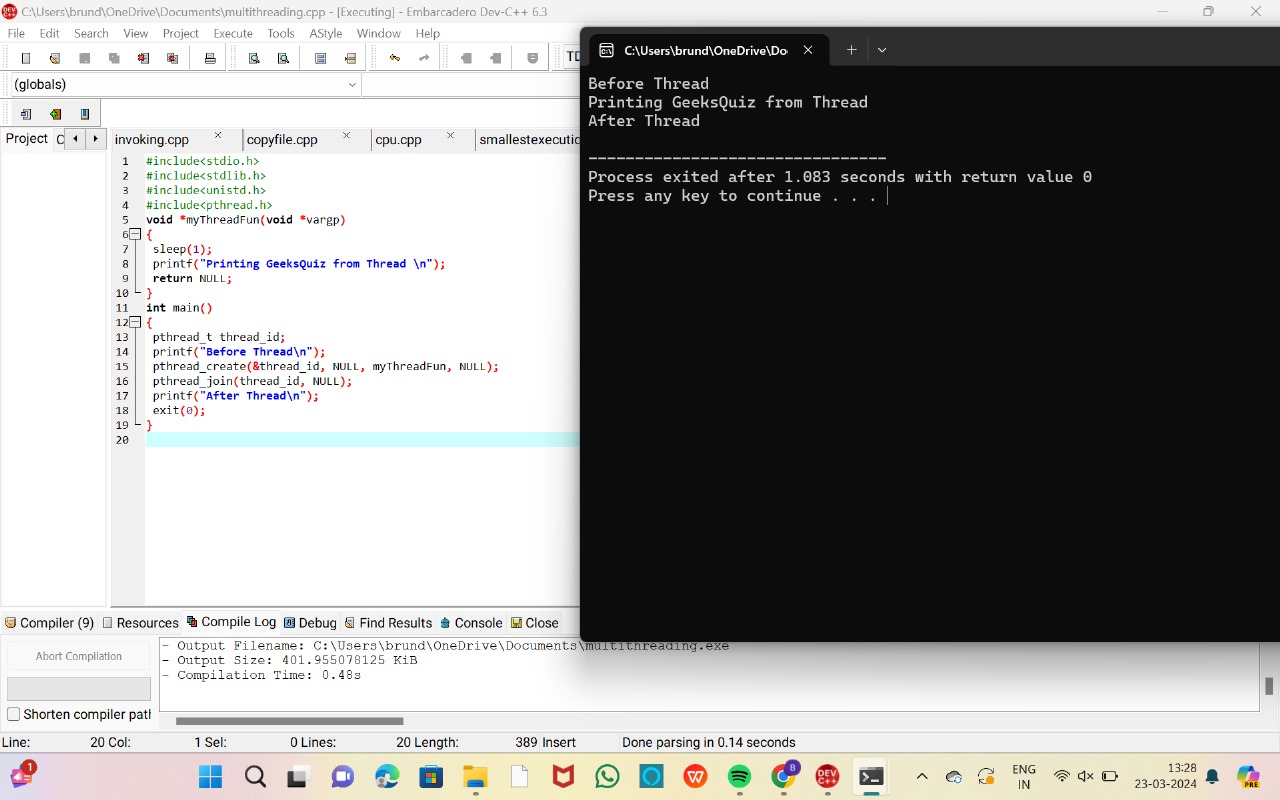 C:\Users\brund\OneDrive\Documents\multithreading.cpp - [Executing] - Embarcadero Dev-C++ 6.3
File Edit Search View Project Execute Tools AStyle Window Help
TD
(globals)
Project C
invoking.cpp copyfile.cpp cpu.cpp smallestexecutio
1 #include<stdio.h>
2 #include<stdlib.h>
3 #include<unistd.h>
4 #include<pthread.h>
5 void *myThreadFun(void *vargp)
6 {
7 sleep(1);
8 printf("Printing GeeksQuiz from Thread \n");
9 return NULL;
10 }
11 int main()
12 {
13 pthread_t thread_id;
14 printf("Before Thread\n");
15 pthread_create(&thread_id, NULL, myThreadFun, NULL);
16 pthread_join(thread_id, NULL);
17 printf("After Thread\n");
18 exit(0);
19 }
20
C:\Users\brund\OneDrive\Do
Before Thread
Printing GeeksQuiz from Thread
After Thread
--------------------------------
Process exited after 1.083 seconds with return value 0
Press any key to continue . . .
Compiler (9) Resources Compile Log Debug Find Results Console Close
Abort Compilation
Shorten compiler path
- Output Filename: C:\Users\brund\OneDrive\Documents\multithreading.exe
- Output Size: 401.955078125 KiB
- Compilation Time: 0.48s
Line: 20 Col: 1 Sel: 0 Lines: 20 Length: 389 Insert Done parsing in 0.14 seconds
1
W
B
DEV C++
ENG
IN
13:28
23-03-2024
PRE